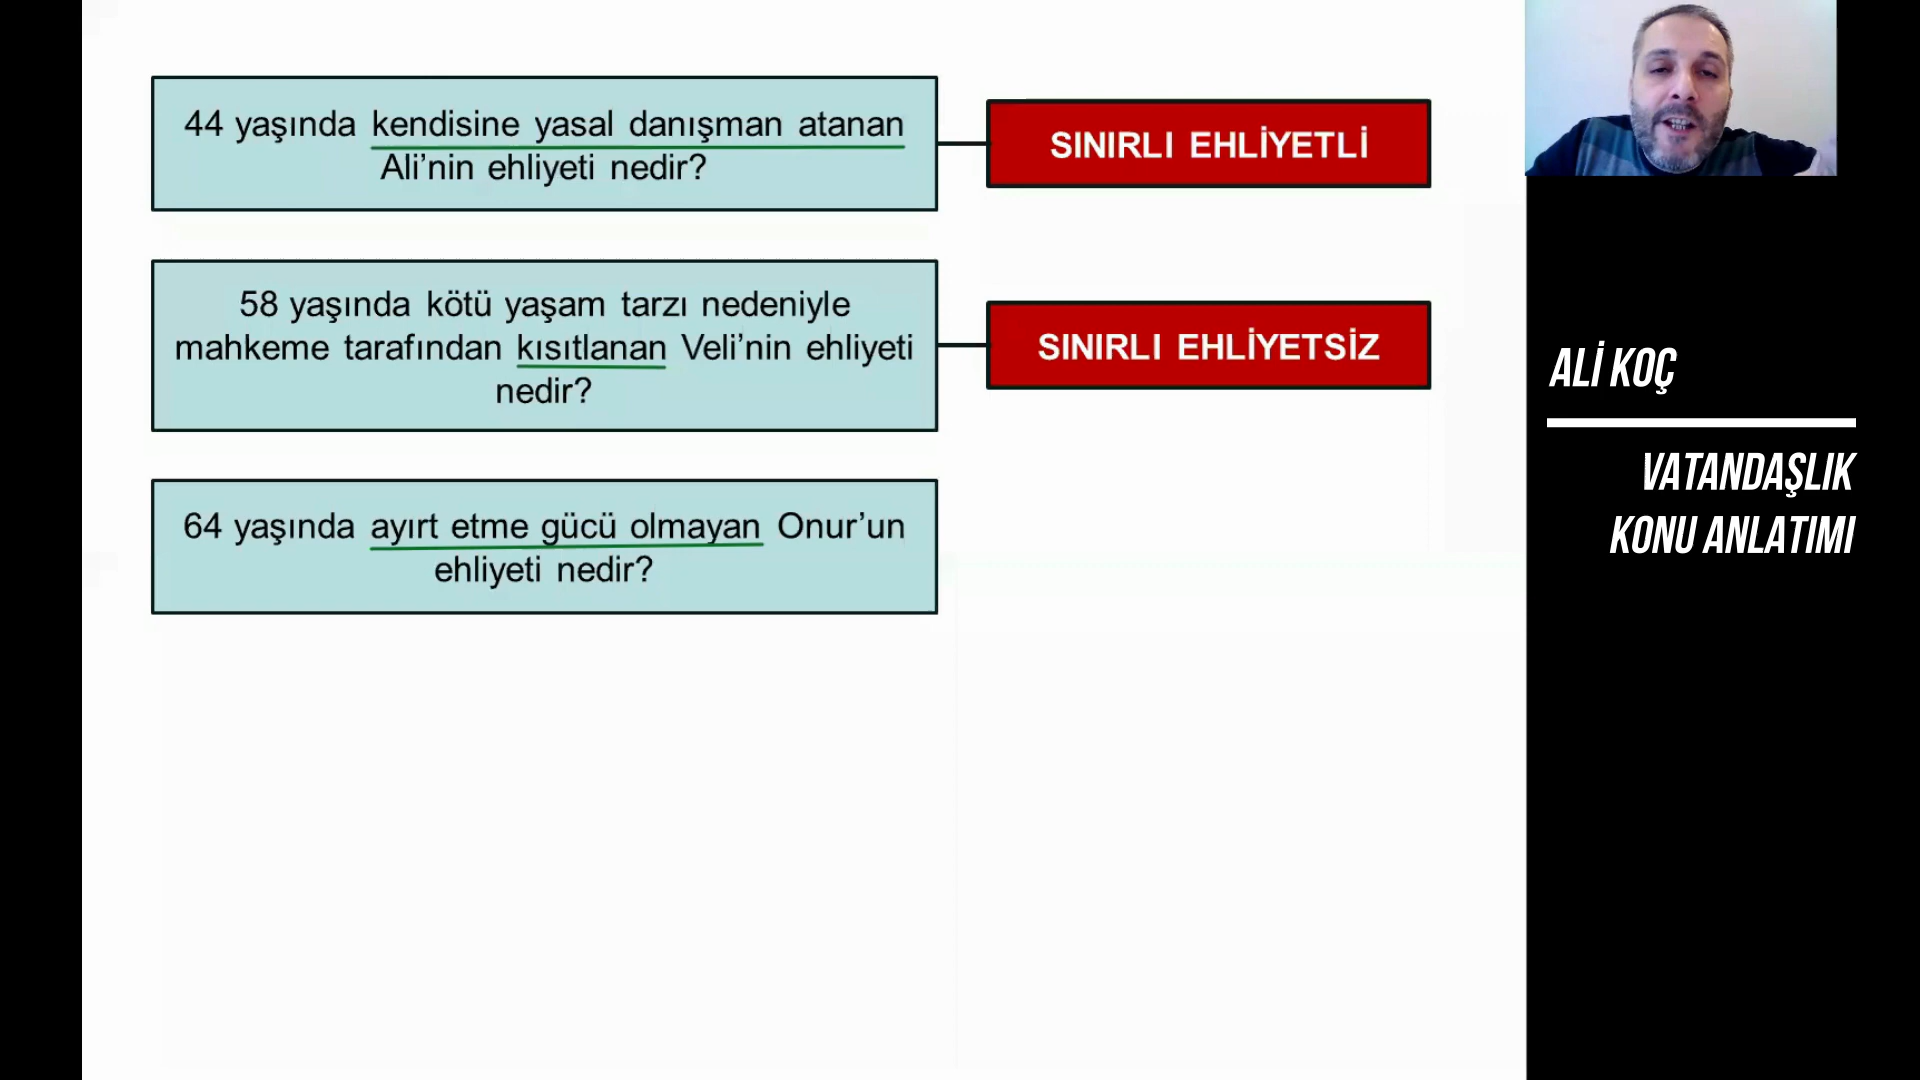 44 yaşında kendisine yasal danışman atanan
Ali’nin ehliyeti nedir?
SINIRLI EHLİYETLİ
58 yaşında kötü yaşam tarzı nedeniyle
mahkeme tarafından kısıtlanan Veli’nin ehliyeti
nedir?
SINIRLI EHLİYETSİZ
64 yaşında ayırt etme gücü olmayan Onur’un
ehliyeti nedir?
ALİ KOÇ
VATANDAŞLIK
KONU ANLATIMI